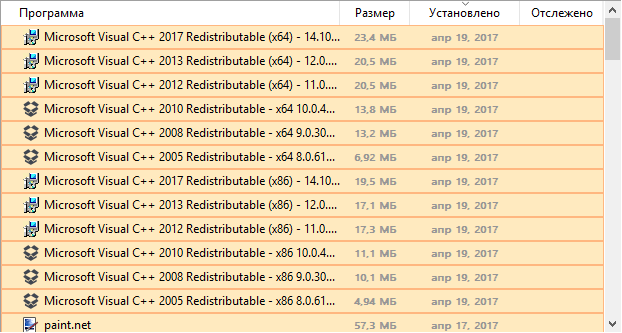 Программа Размер Установлено Отслежено
Microsoft Visual C++ 2017 Redistributable (x64) - 14.10... 23,4 МБ апр 19, 2017
Microsoft Visual C++ 2013 Redistributable (x64) - 12.0.... 20,5 МБ апр 19, 2017
Microsoft Visual C++ 2012 Redistributable (x64) - 11.0.... 20,5 МБ апр 19, 2017
Microsoft Visual C++ 2010 Redistributable - x64 10.0.4... 13,8 МБ апр 19, 2017
Microsoft Visual C++ 2008 Redistributable - x64 9.0.30... 13,2 МБ апр 19, 2017
Microsoft Visual C++ 2005 Redistributable - x64 8.0.61... 6,92 МБ апр 19, 2017
Microsoft Visual C++ 2017 Redistributable (x86) - 14.10... 19,5 МБ апр 19, 2017
Microsoft Visual C++ 2013 Redistributable (x86) - 12.0.... 17,1 МБ апр 19, 2017
Microsoft Visual C++ 2012 Redistributable (x86) - 11.0.... 17,3 МБ апр 19, 2017
Microsoft Visual C++ 2010 Redistributable - x86 10.0.4... 11,1 МБ апр 19, 2017
Microsoft Visual C++ 2008 Redistributable - x86 9.0.30... 10,1 МБ апр 19, 2017
Microsoft Visual C++ 2005 Redistributable - x86 8.0.61... 4,94 МБ апр 19, 2017
paint.net 57,3 МБ апр 17, 2017